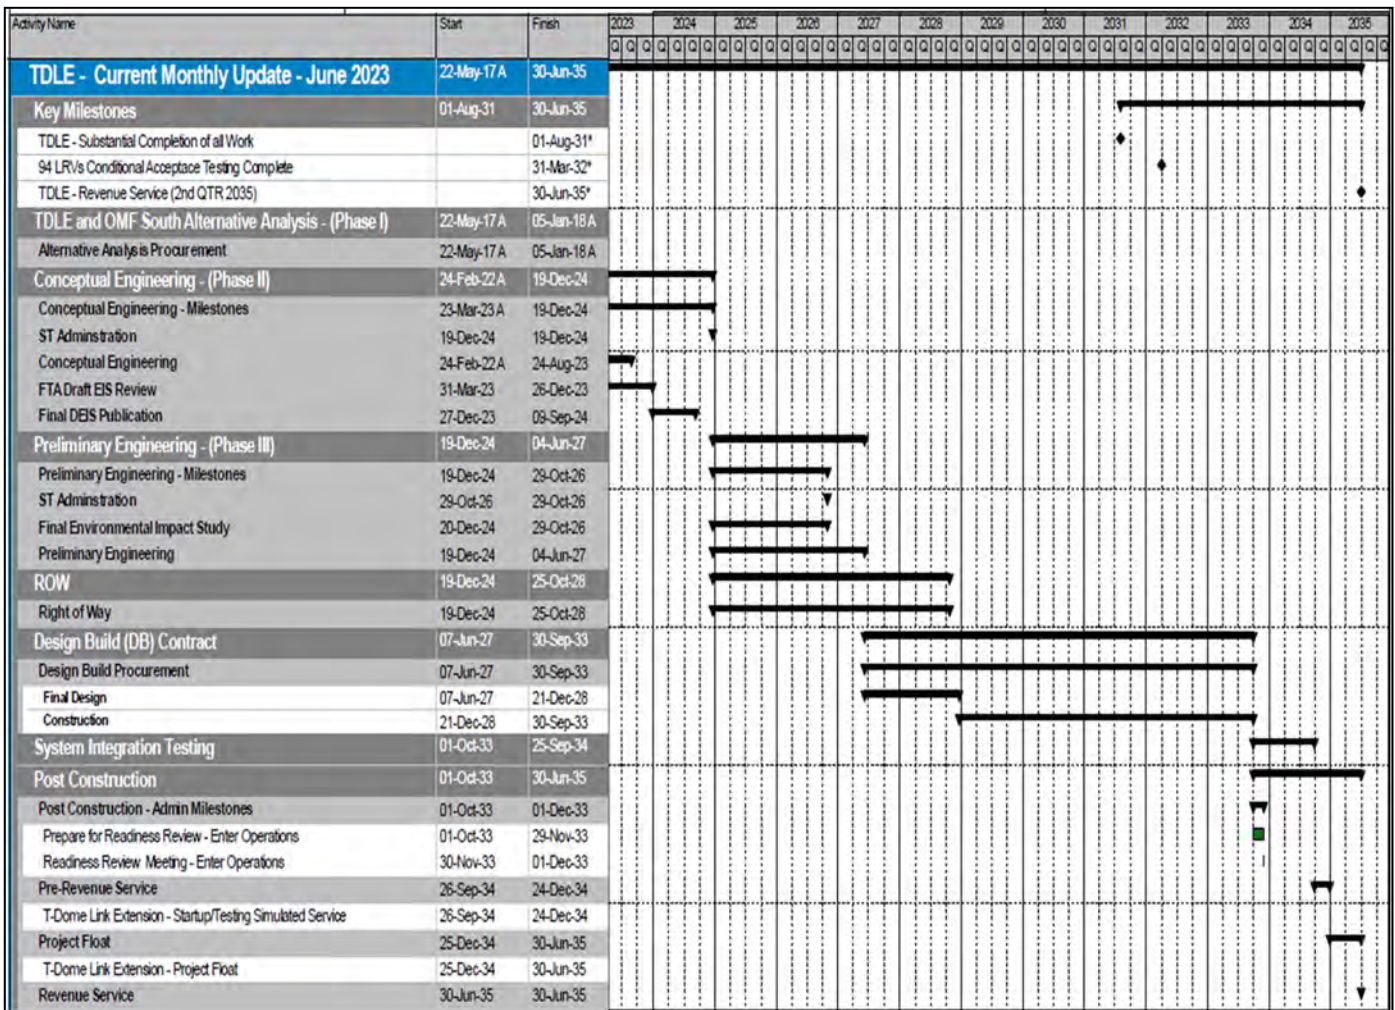 Activity Name Start Finish 2023 2024 2025 2026 2027 2028 2029 2030 2031 2032 2033 2034 2035
Q Q Q Q Q Q Q Q Q Q Q Q Q Q Q Q Q Q Q Q Q Q Q Q Q Q Q Q Q Q Q Q Q Q Q Q Q Q Q Q Q Q Q Q Q Q Q Q Q Q
TDLE - Current Monthly Update - June 2023 22-May-17 A 30-Jun-35
Key Milestones 01-Aug-31 30-Jun-35
TDLE - Substantial Completion of all Work 01-Aug-31*
94 LRVs Conditional Acceptace Testing Complete 31-Mar-32*
TDLE - Revenue Service (2nd QTR 2035) 30-Jun-35*
TDLE and OMF South Alternative Analysis - (Phase I) 22-May-17 A 05-Jan-18 A
Alternative Analysis Procurement 22-May-17 A 05-Jan-18 A
Conceptual Engineering - (Phase II) 24-Feb-22 A 19-Dec-24
Conceptual Engineering - Milestones 23-Mar-23 A 19-Dec-24
ST Adminstration 19-Dec-24 19-Dec-24
Conceptual Engineering 24-Feb-22 A 24-Aug-23
FTA Draft EIS Review 31-Mar-23 26-Dec-23
Final DEIS Publication 27-Dec-23 09-Sep-24
Preliminary Engineering - (Phase III) 19-Dec-24 04-Jun-27
Preliminary Engineering - Milestones 19-Dec-24 29-Oct-26
ST Adminstration 29-Oct-26 29-Oct-26
Final Environmental Impact Study 20-Dec-24 29-Oct-26
Preliminary Engineering 19-Dec-24 04-Jun-27
ROW 19-Dec-24 25-Oct-28
Right of Way 19-Dec-24 25-Oct-28
Design Build (DB) Contract 07-Jun-27 30-Sep-33
Design Build Procurement 07-Jun-27 30-Sep-33
Final Design 07-Jun-27 21-Dec-28
Construction 21-Dec-28 30-Sep-33
System Integration Testing 01-Oct-33 25-Sep-34
Post Construction 01-Oct-33 30-Jun-35
Post Construction - Admin Milestones 01-Oct-33 01-Dec-33
Prepare for Readiness Review - Enter Operations 01-Oct-33 29-Nov-33
Readiness Review Meeting - Enter Operations 30-Nov-33 01-Dec-33
Pre-Revenue Service 26-Sep-34 24-Dec-34
T-Dome Link Extension - Startup/Testing Simulated Service 26-Sep-34 24-Dec-34
Project Float 25-Dec-34 30-Jun-35
T-Dome Link Extension - Project Float 25-Dec-34 30-Jun-35
Revenue Service 30-Jun-35 30-Jun-35